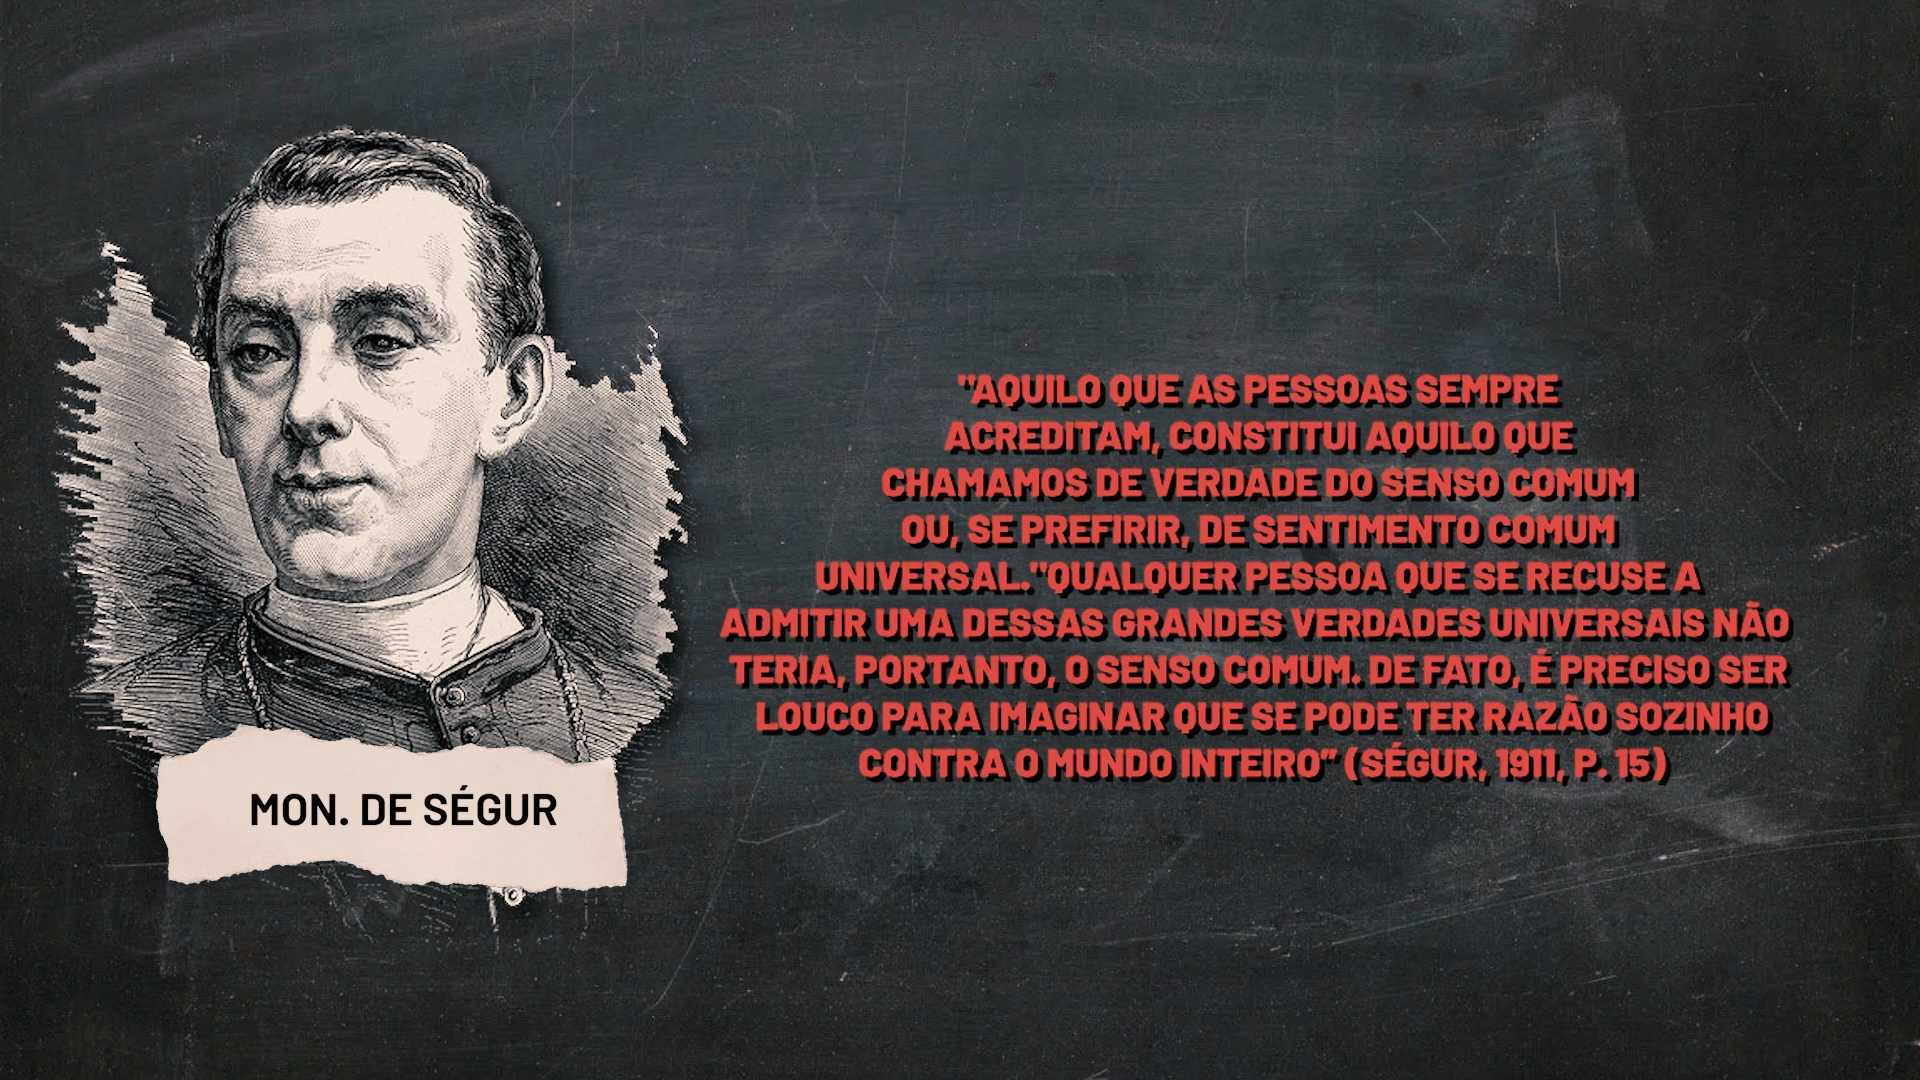 MON. DE SÉGUR
"AQUILO QUE AS PESSOAS SEMPRE
ACREDITAM, CONSTITUI AQUILO QUE
CHAMAMOS DE VERDADE DO SENSO COMUM
OU, SE PREFIRIR, DE SENTIMENTO COMUM
UNIVERSAL."QUALQUER PESSOA QUE SE RECUSE A
ADMITIR UMA DESSAS GRANDES VERDADES UNIVERSAIS NÃO
TERIA, PORTANTO, O SENSO COMUM. DE FATO, É PRECISO SER
LOUCO PARA IMAGINAR QUE SE PODE TER RAZÃO SOZINHO
CONTRA O MUNDO INTEIRO” (SÉGUR, 1911, P. 15)